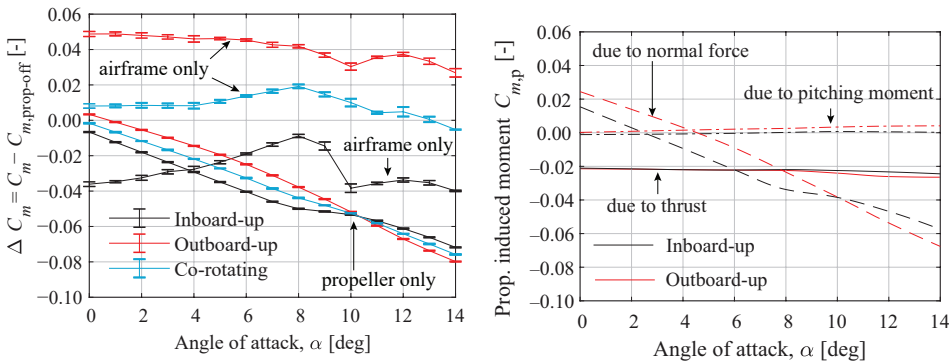 Δ C_m = C_m − C_m,prop-off [-]
0.06
0.04
0.02
0.00
−0.02
−0.04
−0.06
−0.08
−0.10
airframe only
airframe only
Inboard-up
Outboard-up
Co-rotating
propeller only
0 2 4 6 8 10 12 14
Angle of attack, α [deg]
Prop. induced moment C_m,p [-]
0.06
0.04
0.02
0.00
−0.02
−0.04
−0.06
−0.08
−0.10
due to normal force
due to pitching moment
due to thrust
Inboard-up
Outboard-up
0 2 4 6 8 10 12 14
Angle of attack, α [deg]